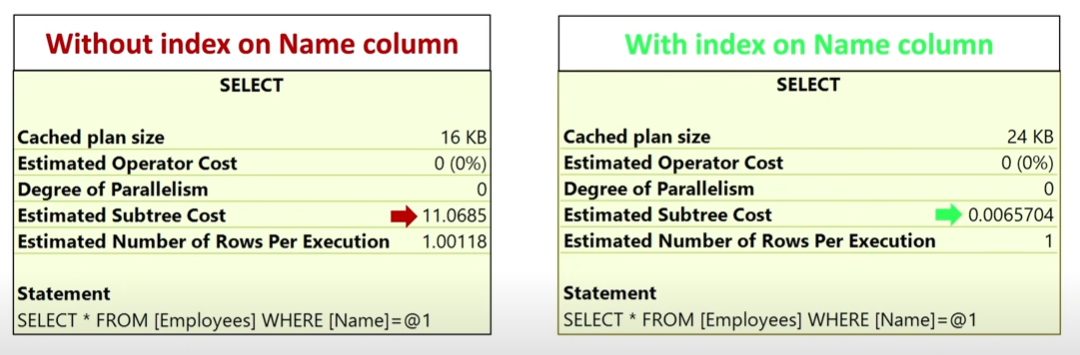 Without index on Name column
SELECT
Cached plan size 16 KB
Estimated Operator Cost 0 (0%)
Degree of Parallelism 0
Estimated Subtree Cost 11.0685
Estimated Number of Rows Per Execution 1.00118
Statement
SELECT * FROM [Employees] WHERE [Name]=@1
With index on Name column
SELECT
Cached plan size 24 KB
Estimated Operator Cost 0 (0%)
Degree of Parallelism 0
Estimated Subtree Cost 0.0065704
Estimated Number of Rows Per Execution 1
Statement
SELECT * FROM [Employees] WHERE [Name]=@1